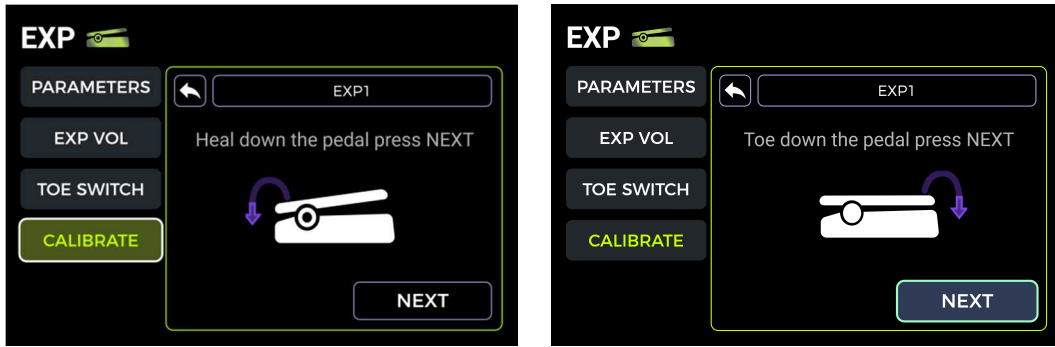 EXP
PARAMETERS
EXP VOL
TOE SWITCH
CALIBRATE
EXP1
Heal down the pedal press NEXT
NEXT
EXP
PARAMETERS
EXP VOL
TOE SWITCH
CALIBRATE
EXP1
Toe down the pedal press NEXT
NEXT